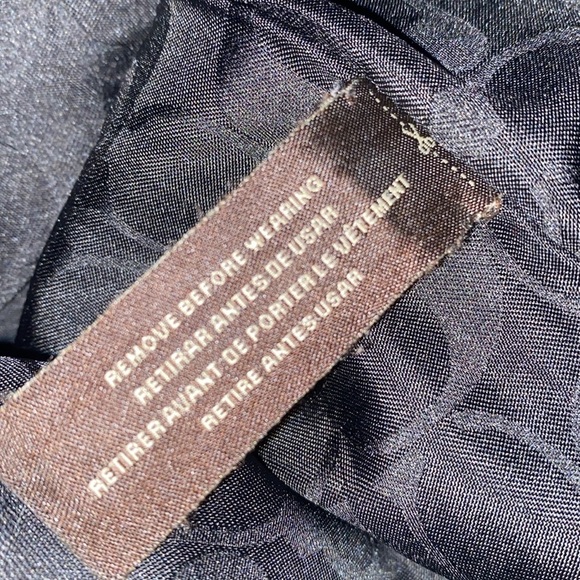 REMOVE BEFORE WEARING
RETIRAR ANTES DE USAR
RETIRER AVANT DE PORTER LE VÊTEMENT
RETIRE ANTES USAR